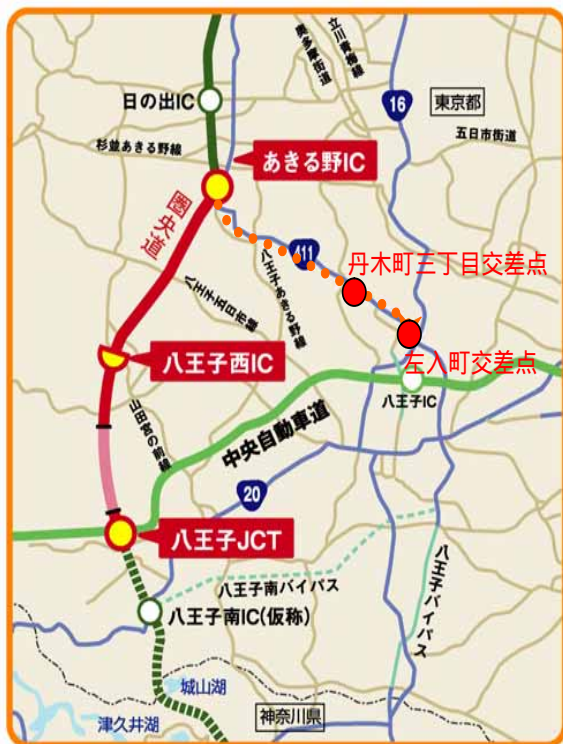 奥多摩街道
立川青梅線
16
東京都
日の出IC
五日市街道
杉並あきる野線
あきる野IC
圏央道
411
丹木町三丁目交差点
八王子あきる野線
八王子五日市線
左入町交差点
八王子西IC
八王子IC
山田宮の前線
中央自動車道
20
八王子JCT
八王子南バイパス
八王子バイパス
八王子南IC(仮称)
城山湖
津久井湖
神奈川県